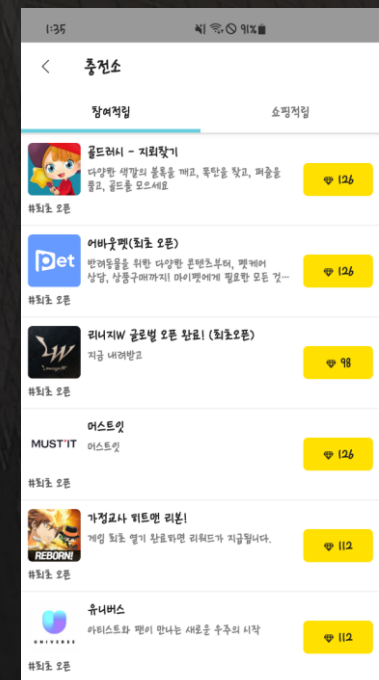 1:35
91%
충전소
참여적립
쇼핑적립
골드러시 - 지뢰찾기
다양한 색깔의 블록을 깨고, 폭탄을 찾고, 퍼즐을
풀고, 골드를 모으세요
126
#최초 오픈
Pet
어바웃펫(최초 오픈)
반려동물을 위한 다양한 콘텐츠부터, 펫케어
상담, 상품구매까지! 마이펫에게 필요한 모든 것…
126
#최초 오픈
LW
리니지W 글로벌 오픈 완료! (최초오픈)
지금 내려받고
98
#최초 오픈
MUST'IT
머스트잇
머스트잇
126
#최초 오픈
REBORN!
가정교사 히트맨 리본!
게임 최초 열기 완료하면 리워드가 지급됩니다.
112
#최초 오픈
UNIVERSE
유니버스
아티스트와 팬이 만나는 새로운 우주의 시작
112
#최초 오픈